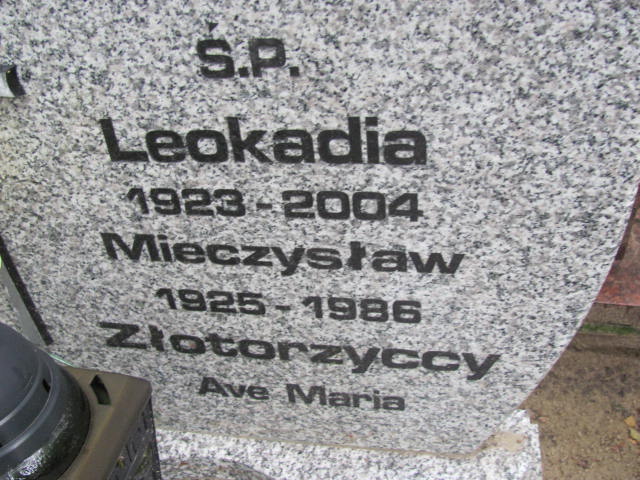 Ś.P.
Leokadia
1923-2004
Mieczysław
1925-1986
Złotorzyccy
Ave Maria